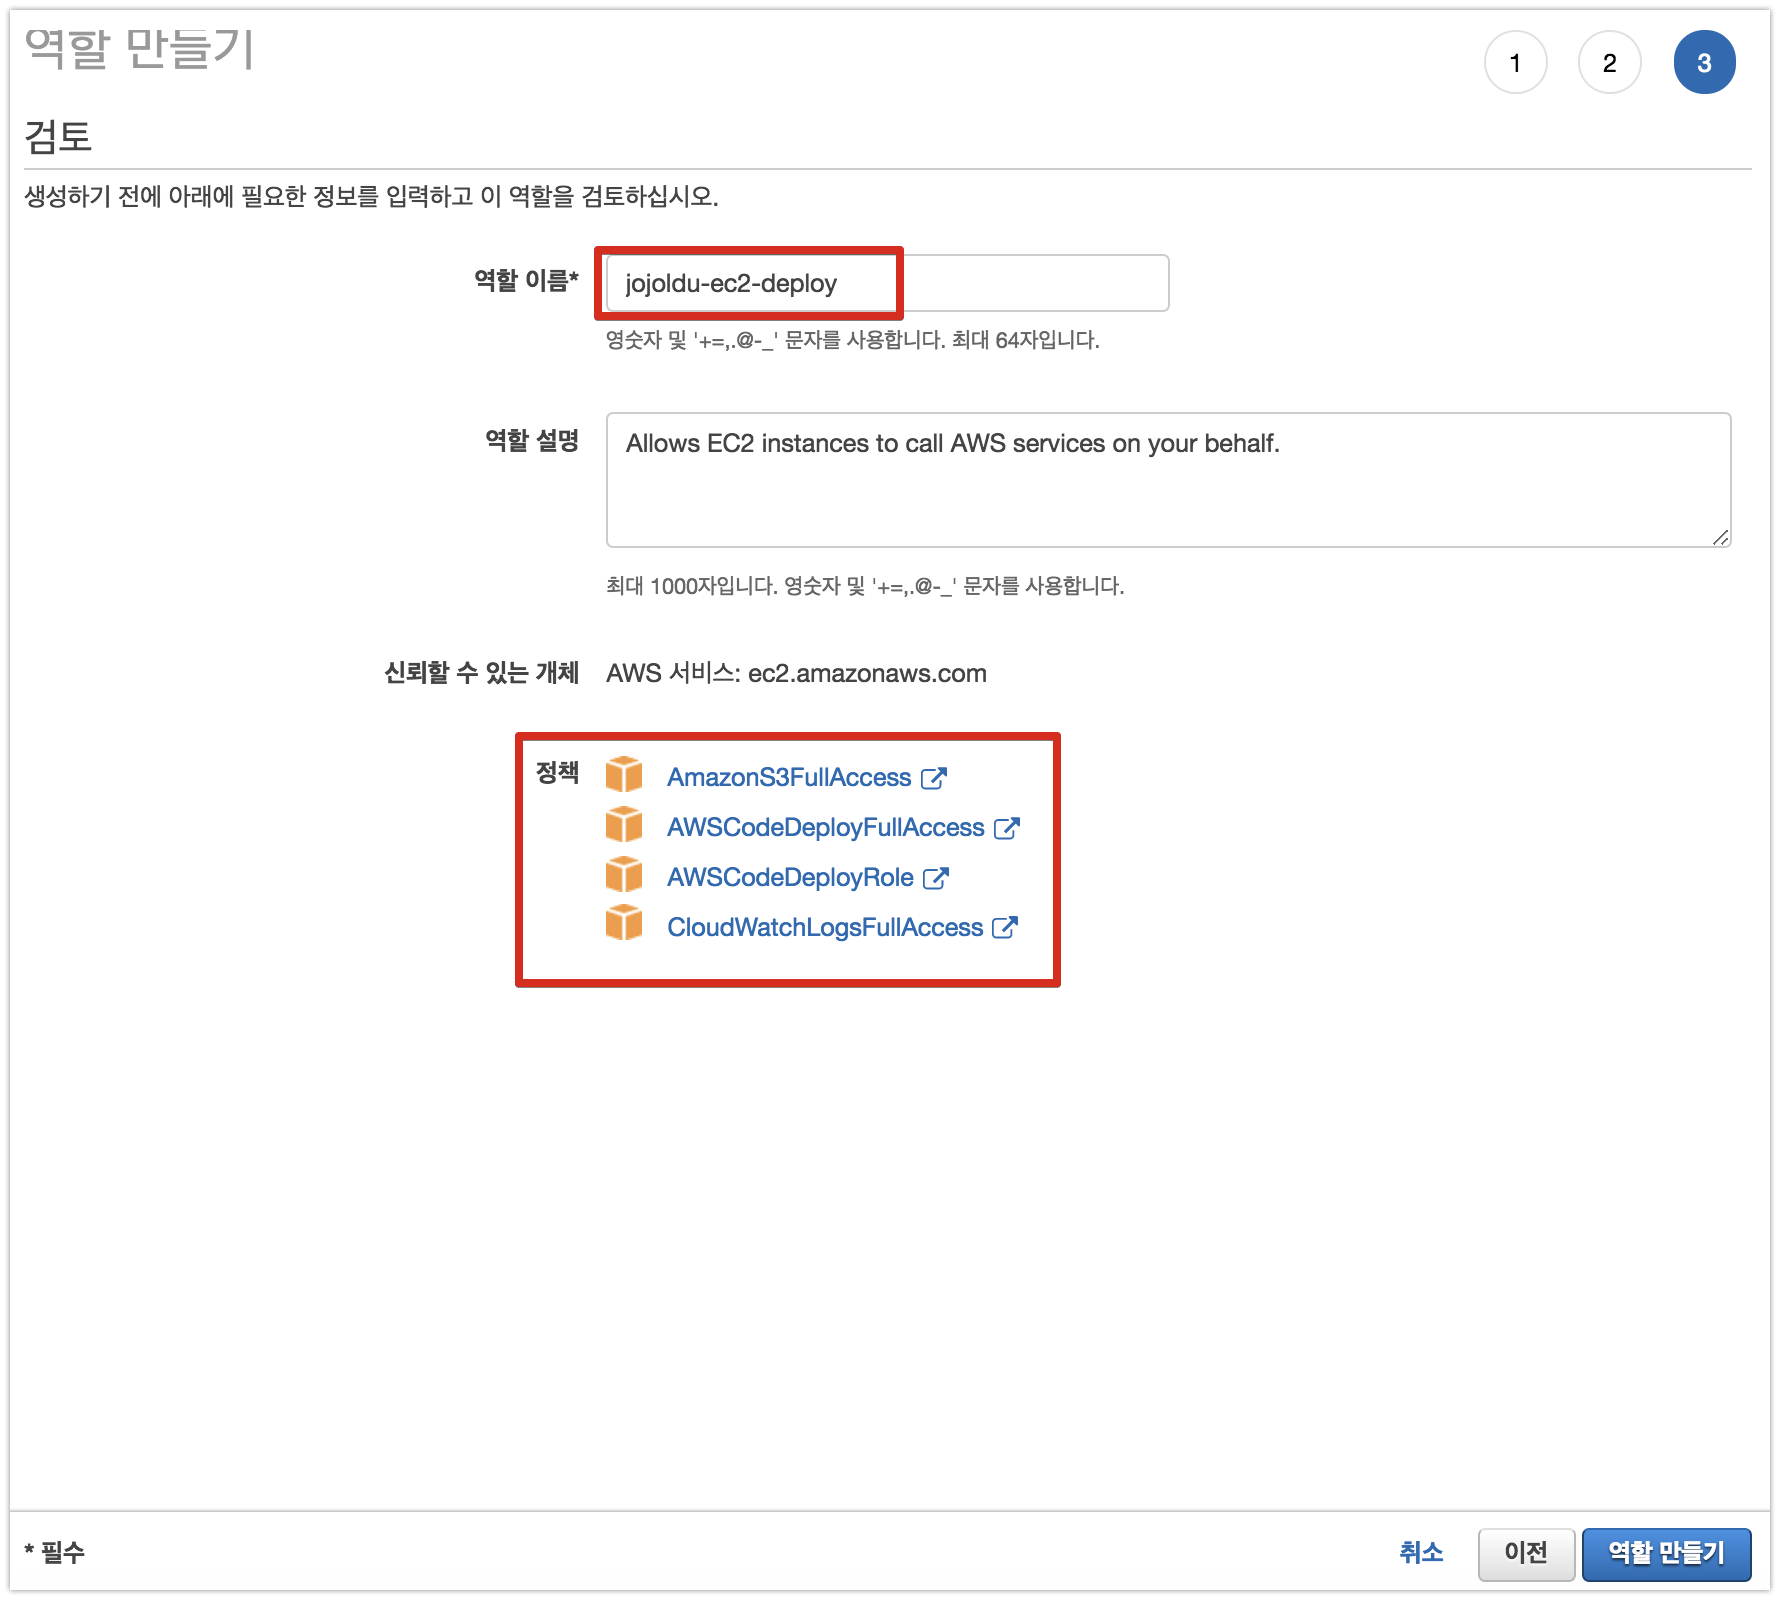 역할 만들기
1 2 3
검토
생성하기 전에 아래에 필요한 정보를 입력하고 이 역할을 검토하십시오.
역할 이름* jojoldu-ec2-deploy
영숫자 및 '+=,.@-_' 문자를 사용합니다. 최대 64자입니다.
역할 설명 Allows EC2 instances to call AWS services on your behalf.
최대 1000자입니다. 영숫자 및 '+=,.@-_' 문자를 사용합니다.
신뢰할 수 있는 개체 AWS 서비스: ec2.amazonaws.com
정책 AmazonS3FullAccess
AWSCodeDeployFullAccess
AWSCodeDeployRole
CloudWatchLogsFullAccess
* 필수 취소 이전 역할 만들기